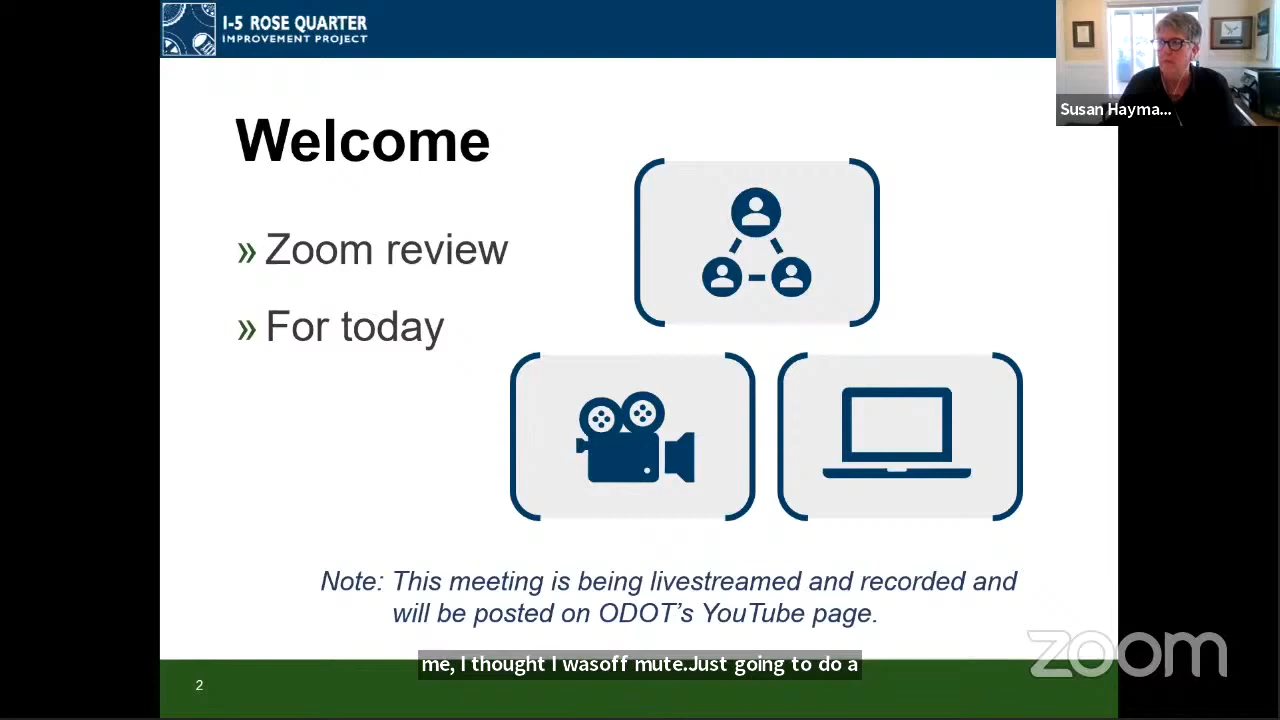 I-5 ROSE QUARTER
IMPROVEMENT PROJECT
Susan Hayma...
Welcome
» Zoom review
» For today
Note: This meeting is being livestreamed and recorded and
will be posted on ODOT's YouTube page.
me, I thought I wasoff mute.Just going to do a
zoom
2